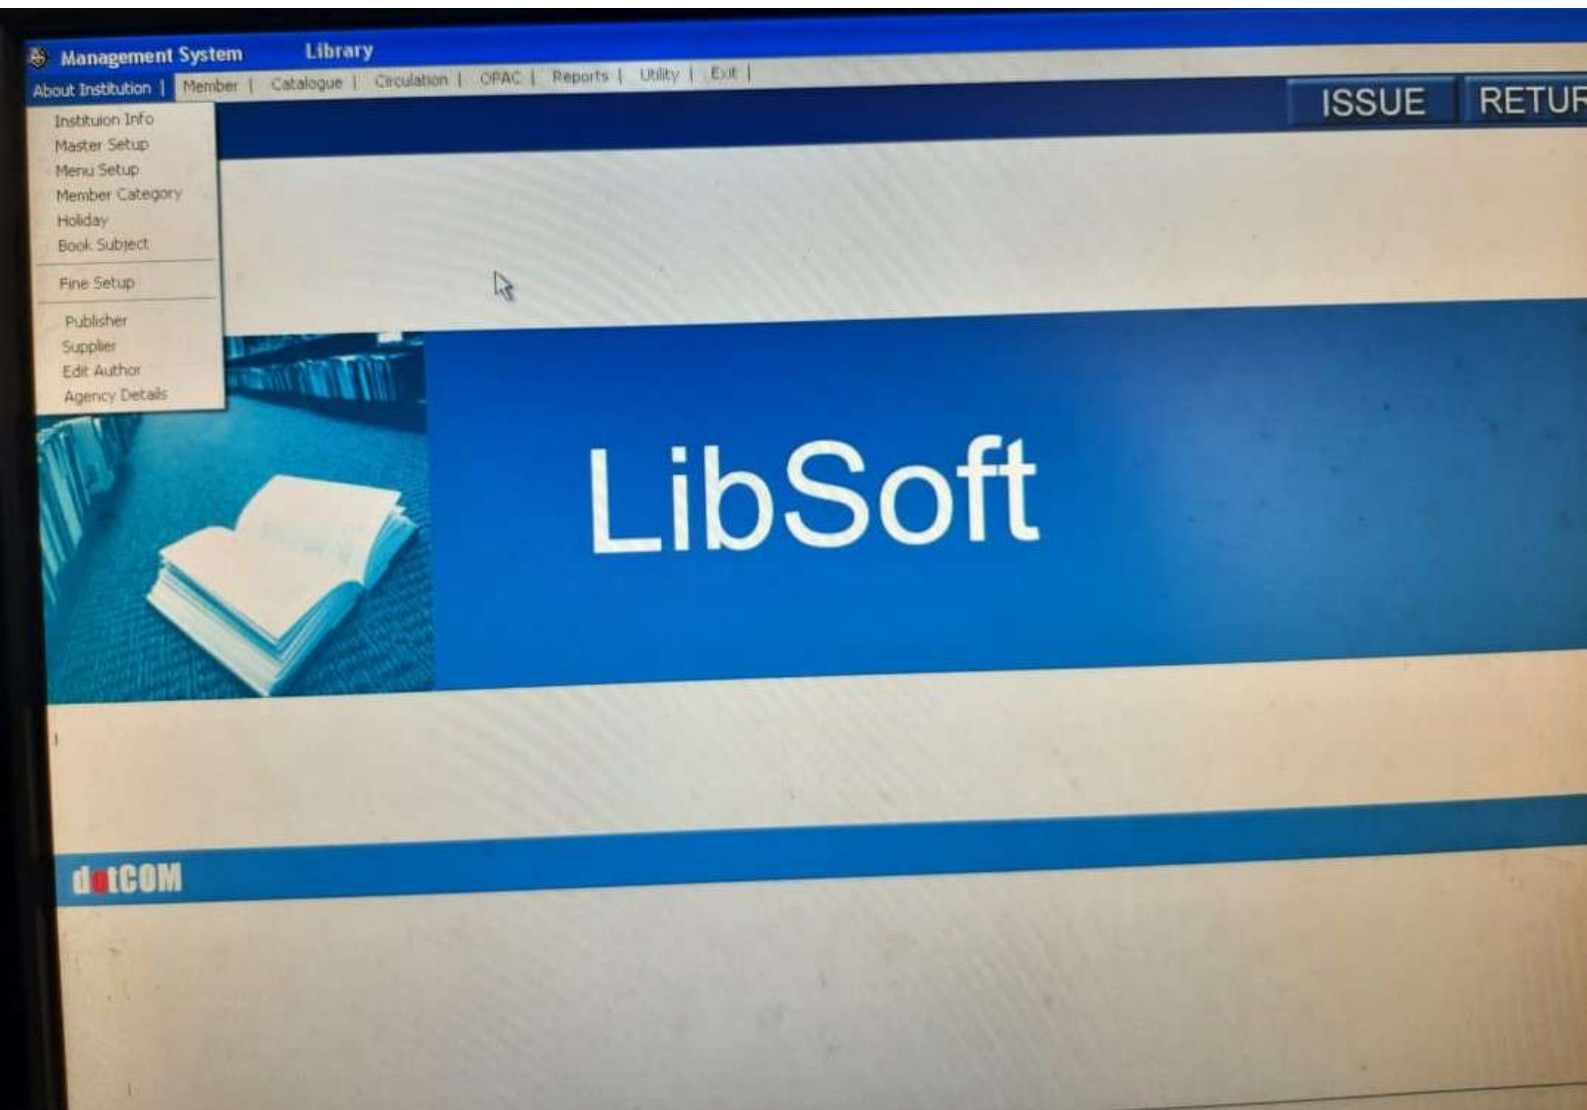 Management System Library
About Institution | Member | Catalogue | Circulation | OPAC | Reports | Utility | Exit |
ISSUE RETUR
Instituion Info
Master Setup
Menu Setup
Member Category
Holiday
Book Subject
Fine Setup
Publisher
Supplier
Edit Author
Agency Details
LibSoft
dotCOM